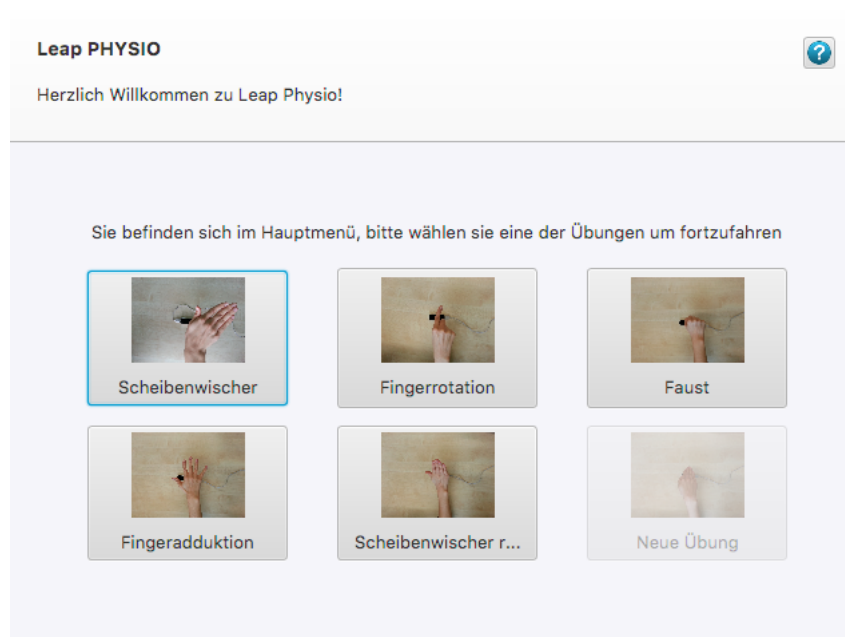 Leap PHYSIO
Herzlich Willkommen zu Leap Physio!
Sie befinden sich im Hauptmenü, bitte wählen sie eine der Übungen um fortzufahren
Scheibenwischer
Fingerrotation
Faust
Fingeradduktion
Scheibenwischer r...
Neue Übung